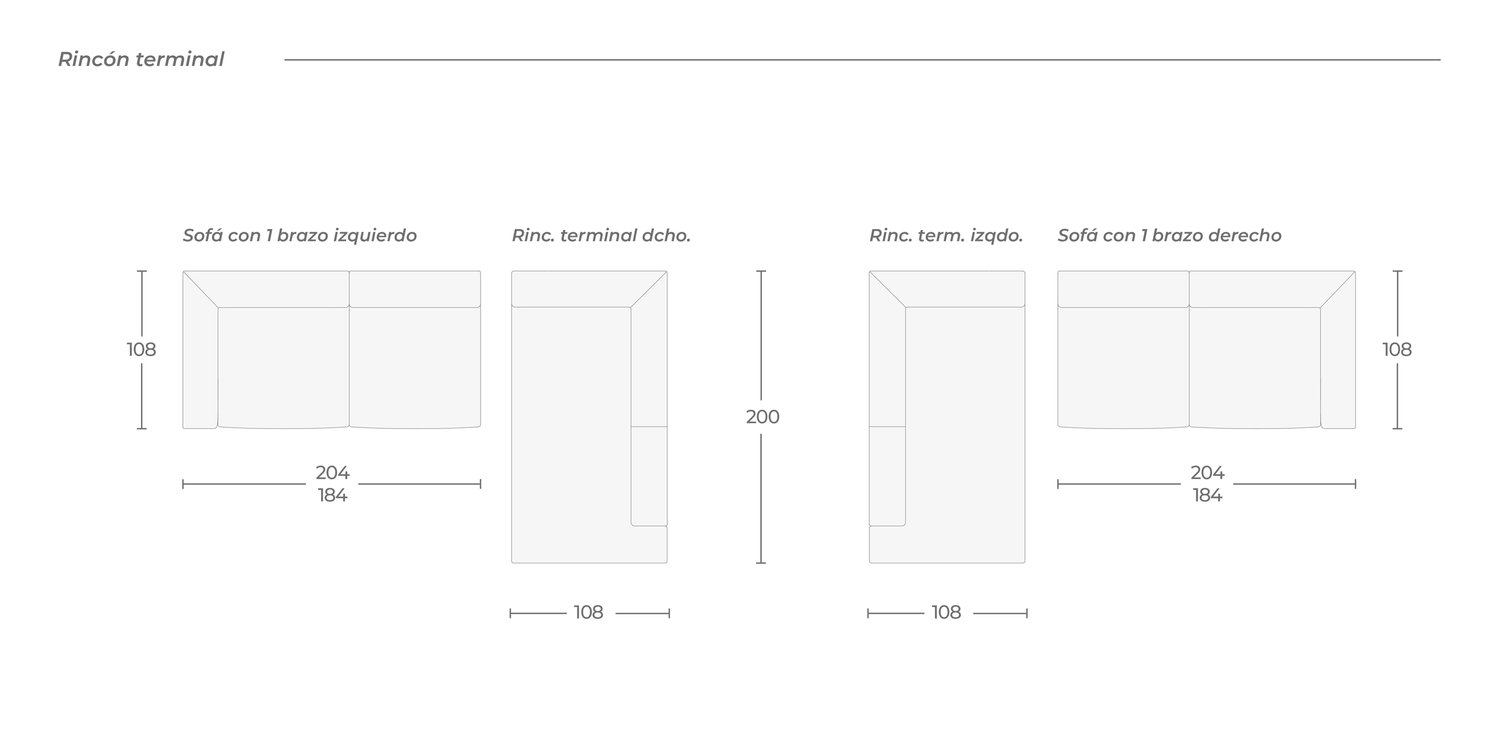 Rincón terminal
Sofá con 1 brazo izquierdo
Rinc. terminal dcho.
Rinc. term. izqdo.
Sofá con 1 brazo derecho
108
108
200
204
184
204
184
108
108